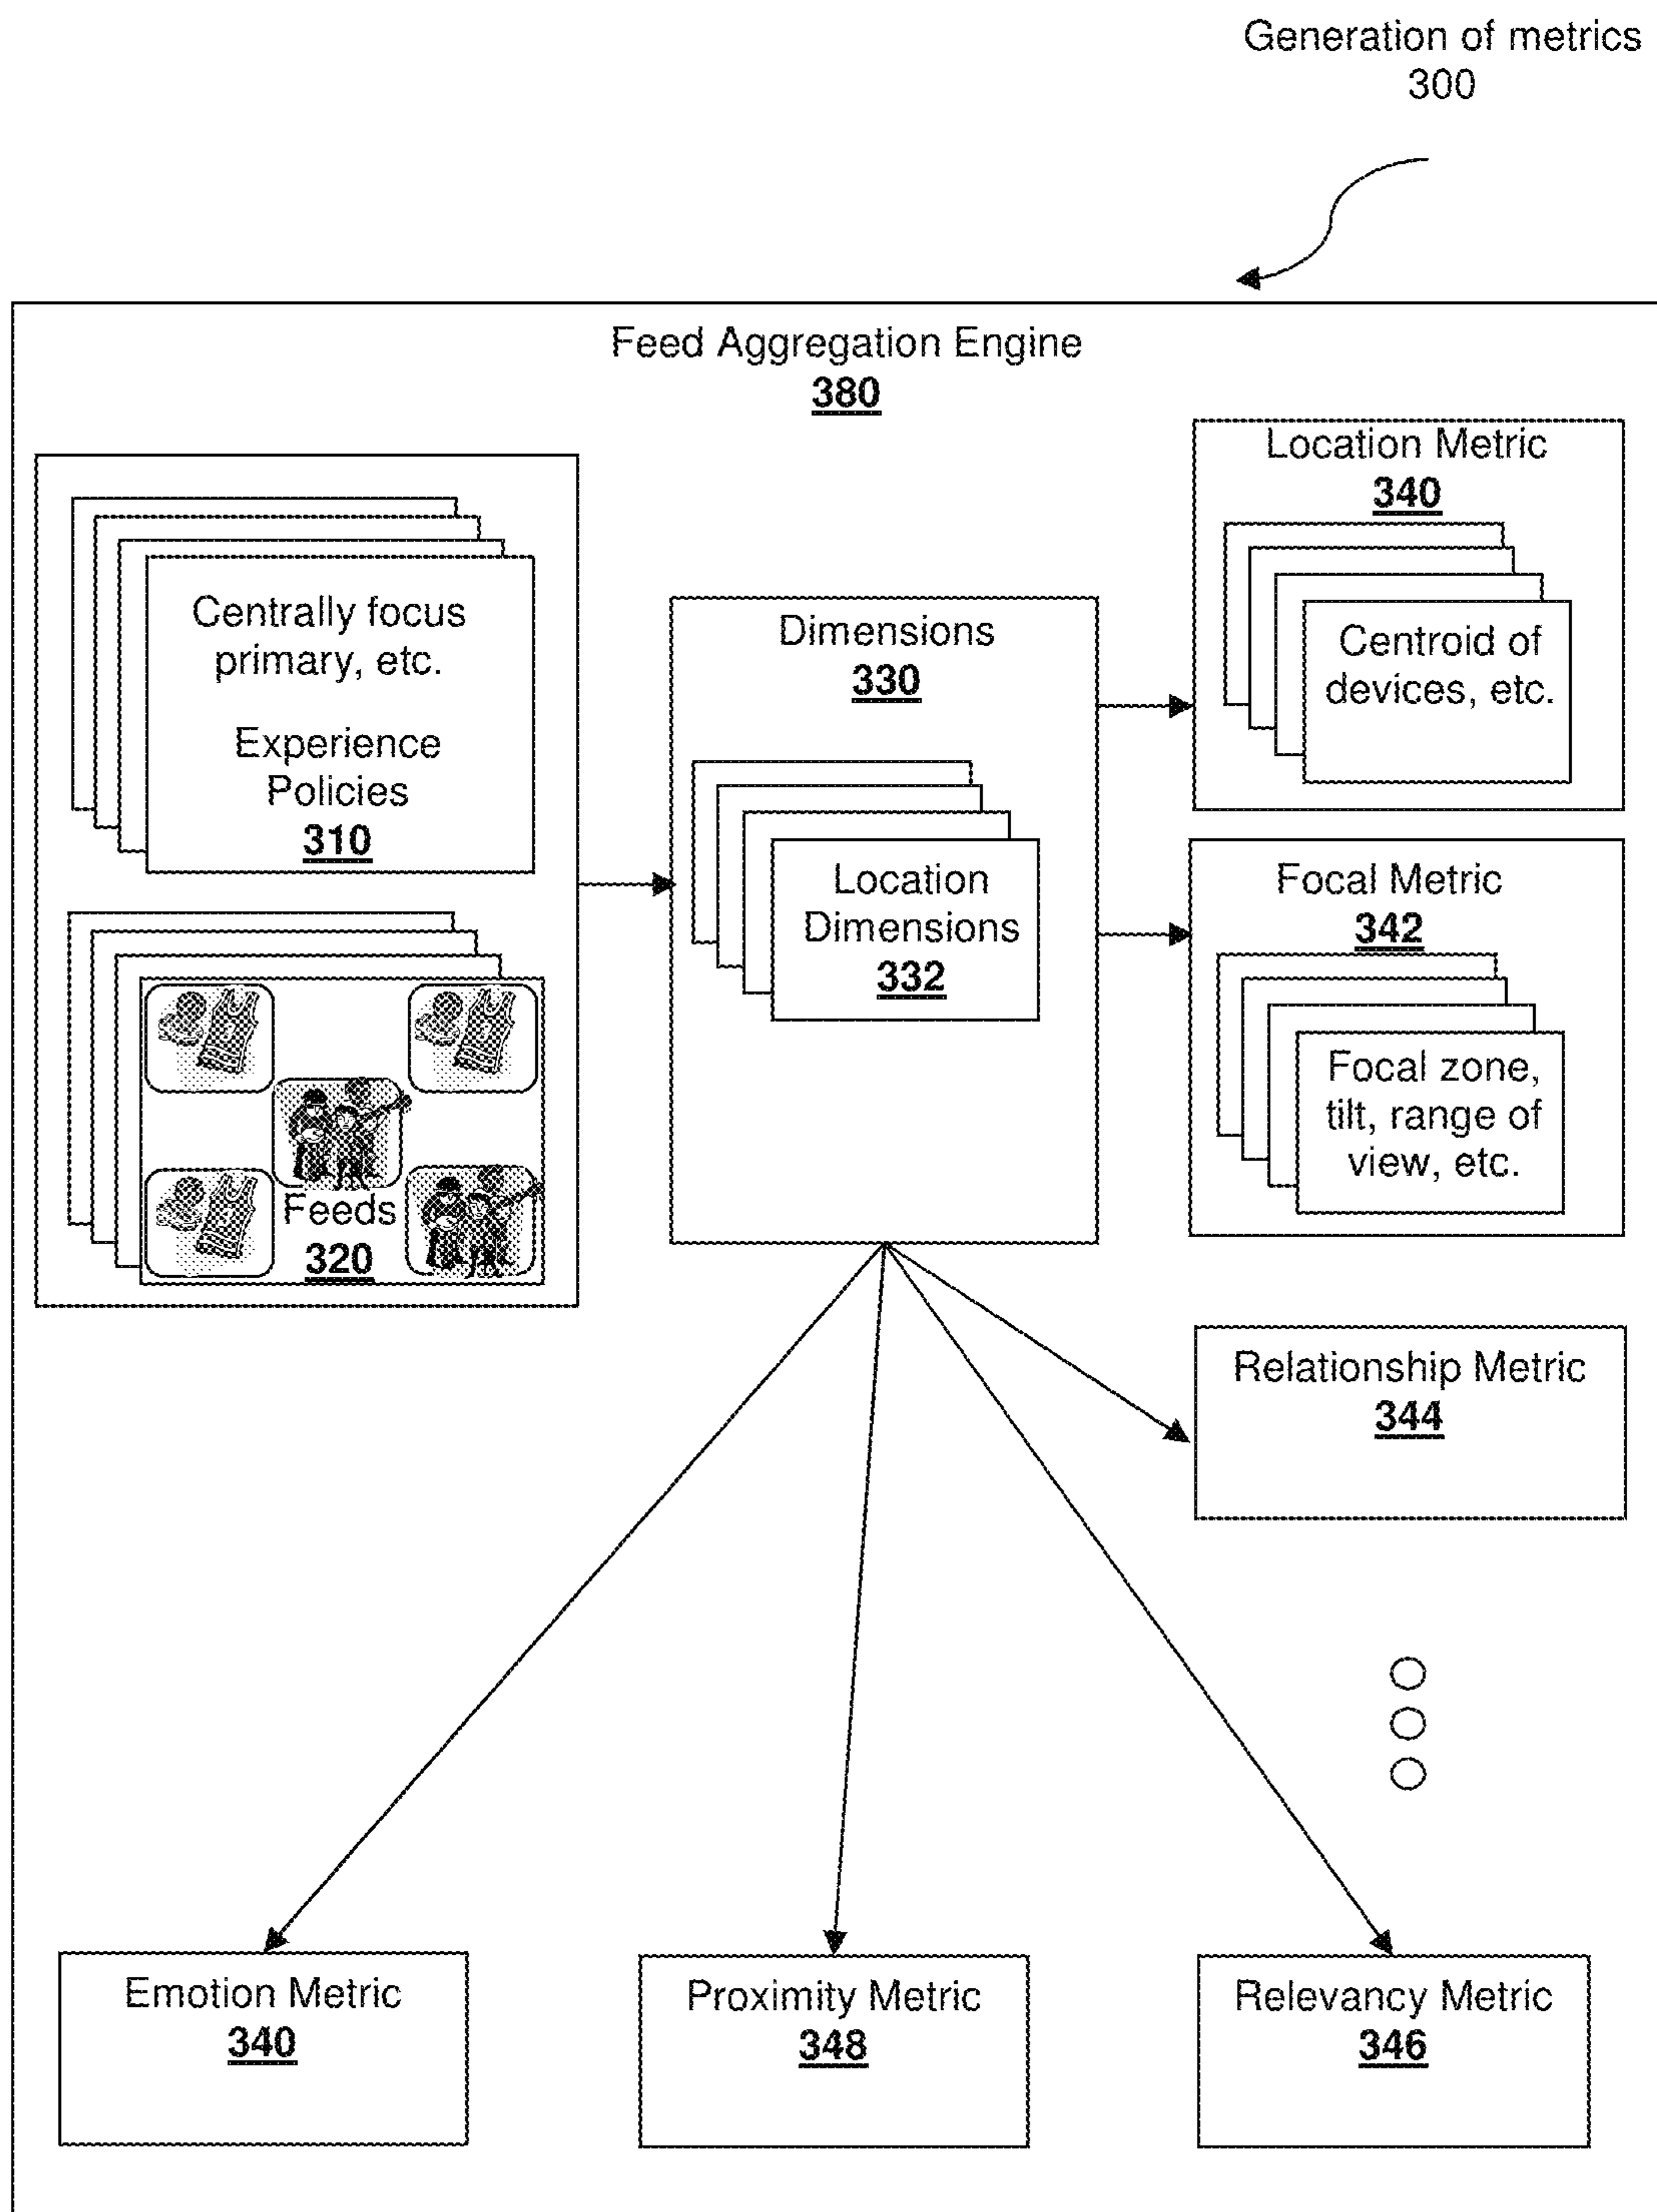 Generation of metrics
300
Feed Aggregation Engine
380
Centrally focus
primary, etc.
Experience
Policies
310
Feeds
320
Dimensions
330
Location
Dimensions
332
Location Metric
340
Centroid of
devices, etc.
Focal Metric
342
Focal zone,
tilt, range of
view, etc.
Relationship Metric
344
Emotion Metric
340
Proximity Metric
348
Relevancy Metric
346